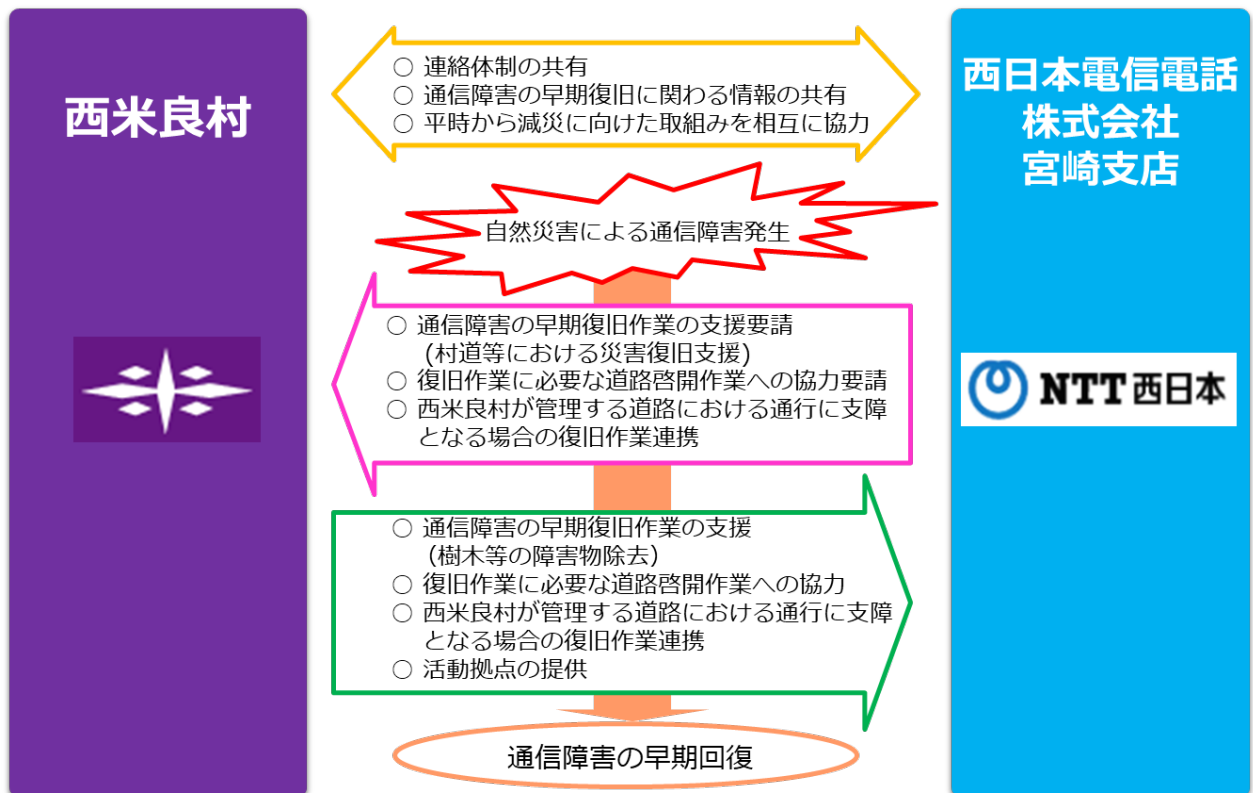 西米良村
○ 連絡体制の共有
○ 通信障害の早期復旧に関わる情報の共有
○ 平時から減災に向けた取組みを相互に協力
西日本電信電話
株式会社
宮崎支店
自然災害による通信障害発生
○ 通信障害の早期復旧作業の支援要請
(村道等における災害復旧支援)
○ 復旧作業に必要な道路啓開作業への協力要請
○ 西米良村が管理する道路における通行に支障
となる場合の復旧作業連携
NTT西日本
○ 通信障害の早期復旧作業の支援
（樹木等の障害物除去）
○ 復旧作業に必要な道路啓開作業への協力
○ 西米良村が管理する道路における通行に支障
となる場合の復旧作業連携
○ 活動拠点の提供
通信障害の早期回復